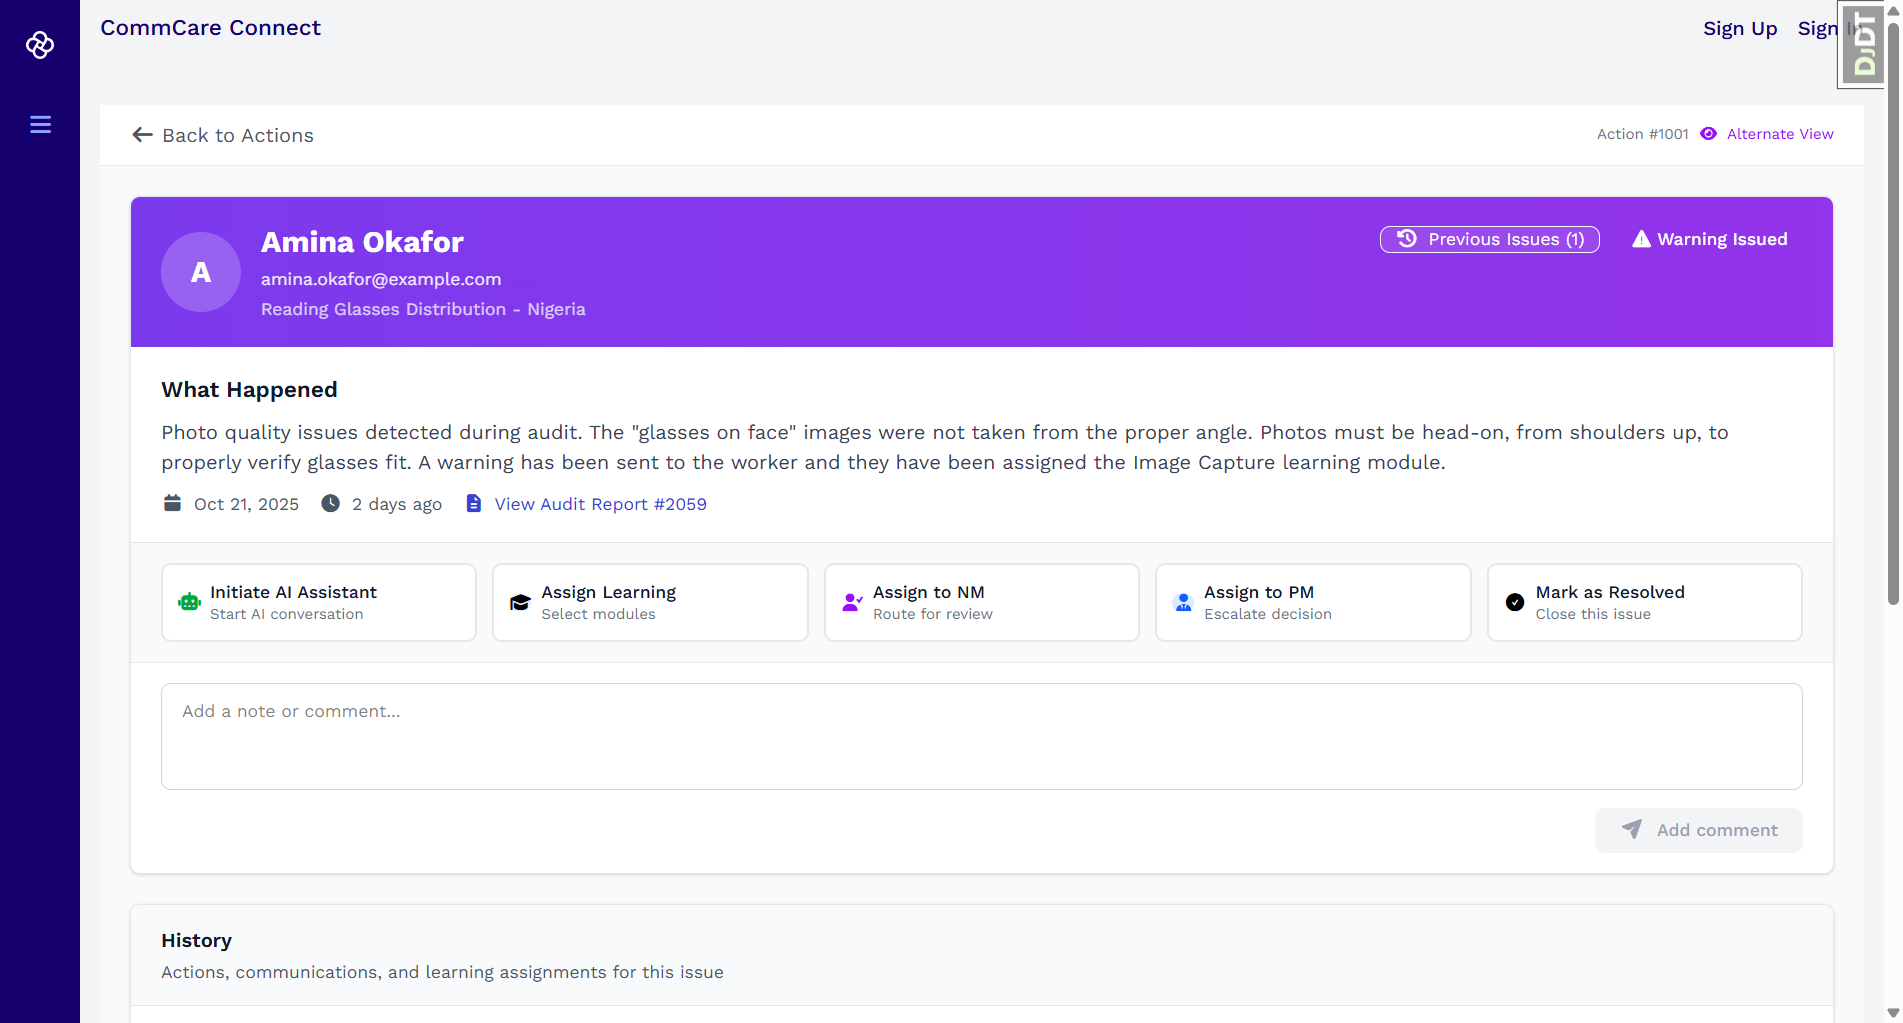 CommCare Connect
Sign Up
Sign In
DJDT
Back to Actions
Action #1001
Alternate View
A
Amina Okafor
amina.okafor@example.com
Reading Glasses Distribution - Nigeria
Previous Issues (1)
Warning Issued
What Happened
Photo quality issues detected during audit. The "glasses on face" images were not taken from the proper angle. Photos must be head-on, from shoulders up, to
properly verify glasses fit. A warning has been sent to the worker and they have been assigned the Image Capture learning module.
Oct 21, 2025
2 days ago
View Audit Report #2059
Initiate AI Assistant
Start AI conversation
Assign Learning
Select modules
Assign to NM
Route for review
Assign to PM
Escalate decision
Mark as Resolved
Close this issue
Add a note or comment...
Add comment
History
Actions, communications, and learning assignments for this issue